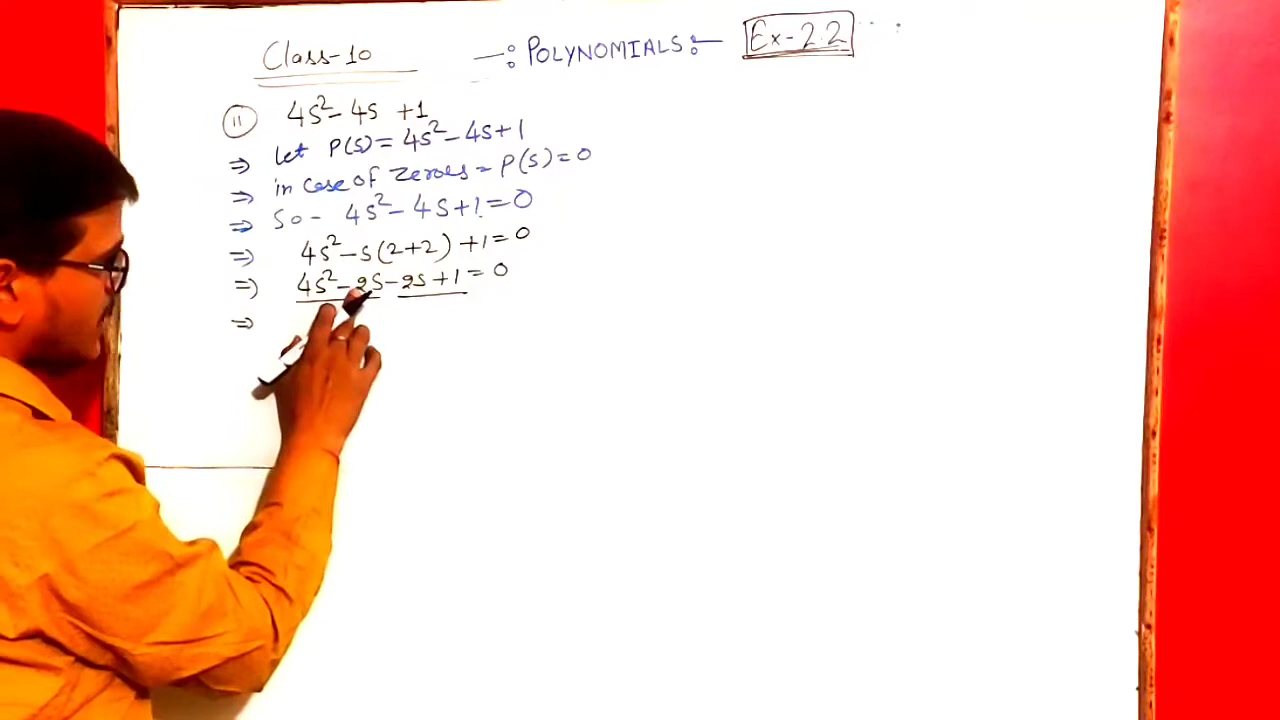 Class-10 —:POLYNOMIALS:— Ex-2.2
(ii) 4s²-4s +1
⇒ let P(s)= 4s²-4s+1
⇒ in case of zeroes = P(s)=0
⇒ So - 4s²-4s+1=0
⇒ 4s²-s(2+2)+1=0
⇒ 4s²-2s-2s+1=0
⇒